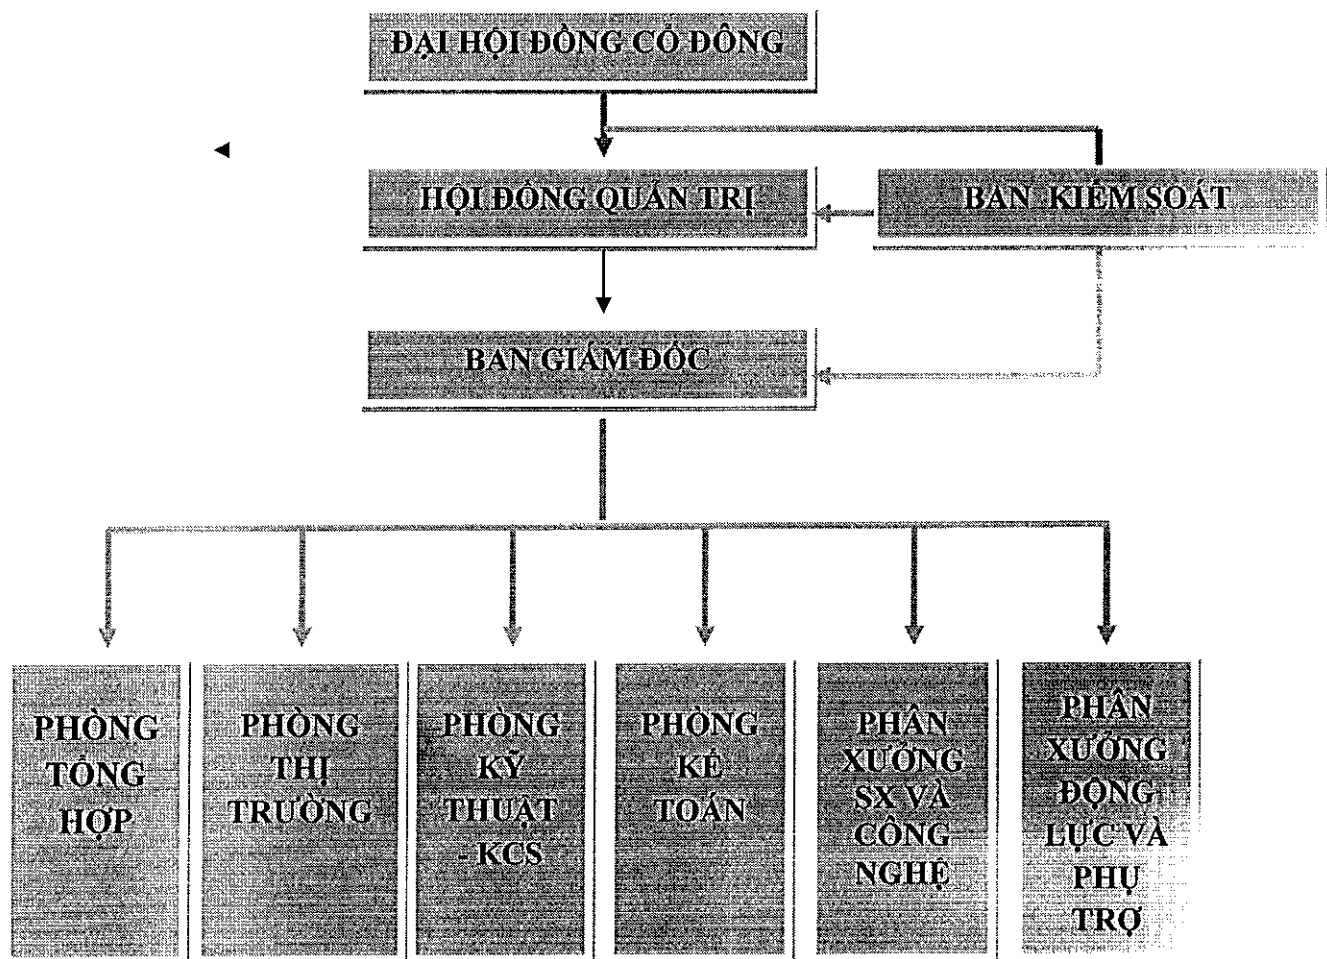 ĐẠI HỘI ĐỒNG CỔ ĐÔNG
HỘI ĐỒNG QUẢN TRỊ
BAN KIỂM SOÁT
BAN GIÁM ĐỐC
PHÒNG
TỔNG
HỢP
PHÒNG
THỊ
TRƯỜNG
PHÒNG
KỸ
THUẬT
- KCS
PHÒNG
KẾ
TOÁN
PHÂN
XƯỞNG
SX VÀ
CÔNG
NGHỆ
PHÂN
XƯỞNG
ĐỘNG
LỰC VÀ
PHỤ
TRỢ